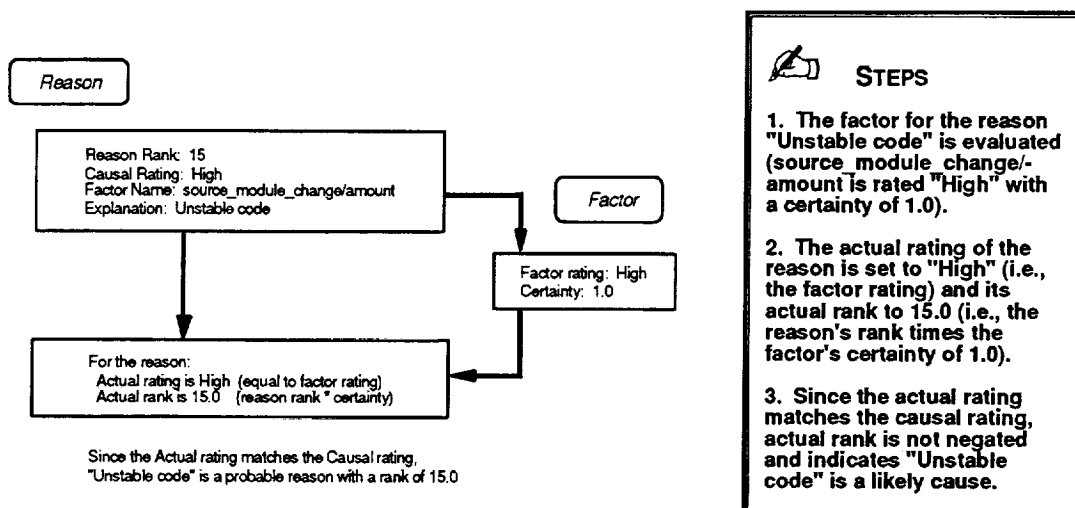 Reason
Reason Rank: 15
Causal Rating: High
Factor Name: source_module_change/amount
Explanation: Unstable code
Factor
Factor rating: High
Certainty: 1.0
For the reason:
Actual rating is High (equal to factor rating)
Actual rank is 15.0 (reason rank * certainty)
Since the Actual rating matches the Causal rating,
"Unstable code" is a probable reason with a rank of 15.0
STEPS
1. The factor for the reason
"Unstable code" is evaluated
(source_module_change/-
amount is rated "High" with
a certainty of 1.0).
2. The actual rating of the
reason is set to "High" (i.e.,
the factor rating) and its
actual rank to 15.0 (i.e., the
reason's rank times the
factor's certainty of 1.0).
3. Since the actual rating
matches the causal rating,
actual rank is not negated
and indicates "Unstable
code" is a likely cause.